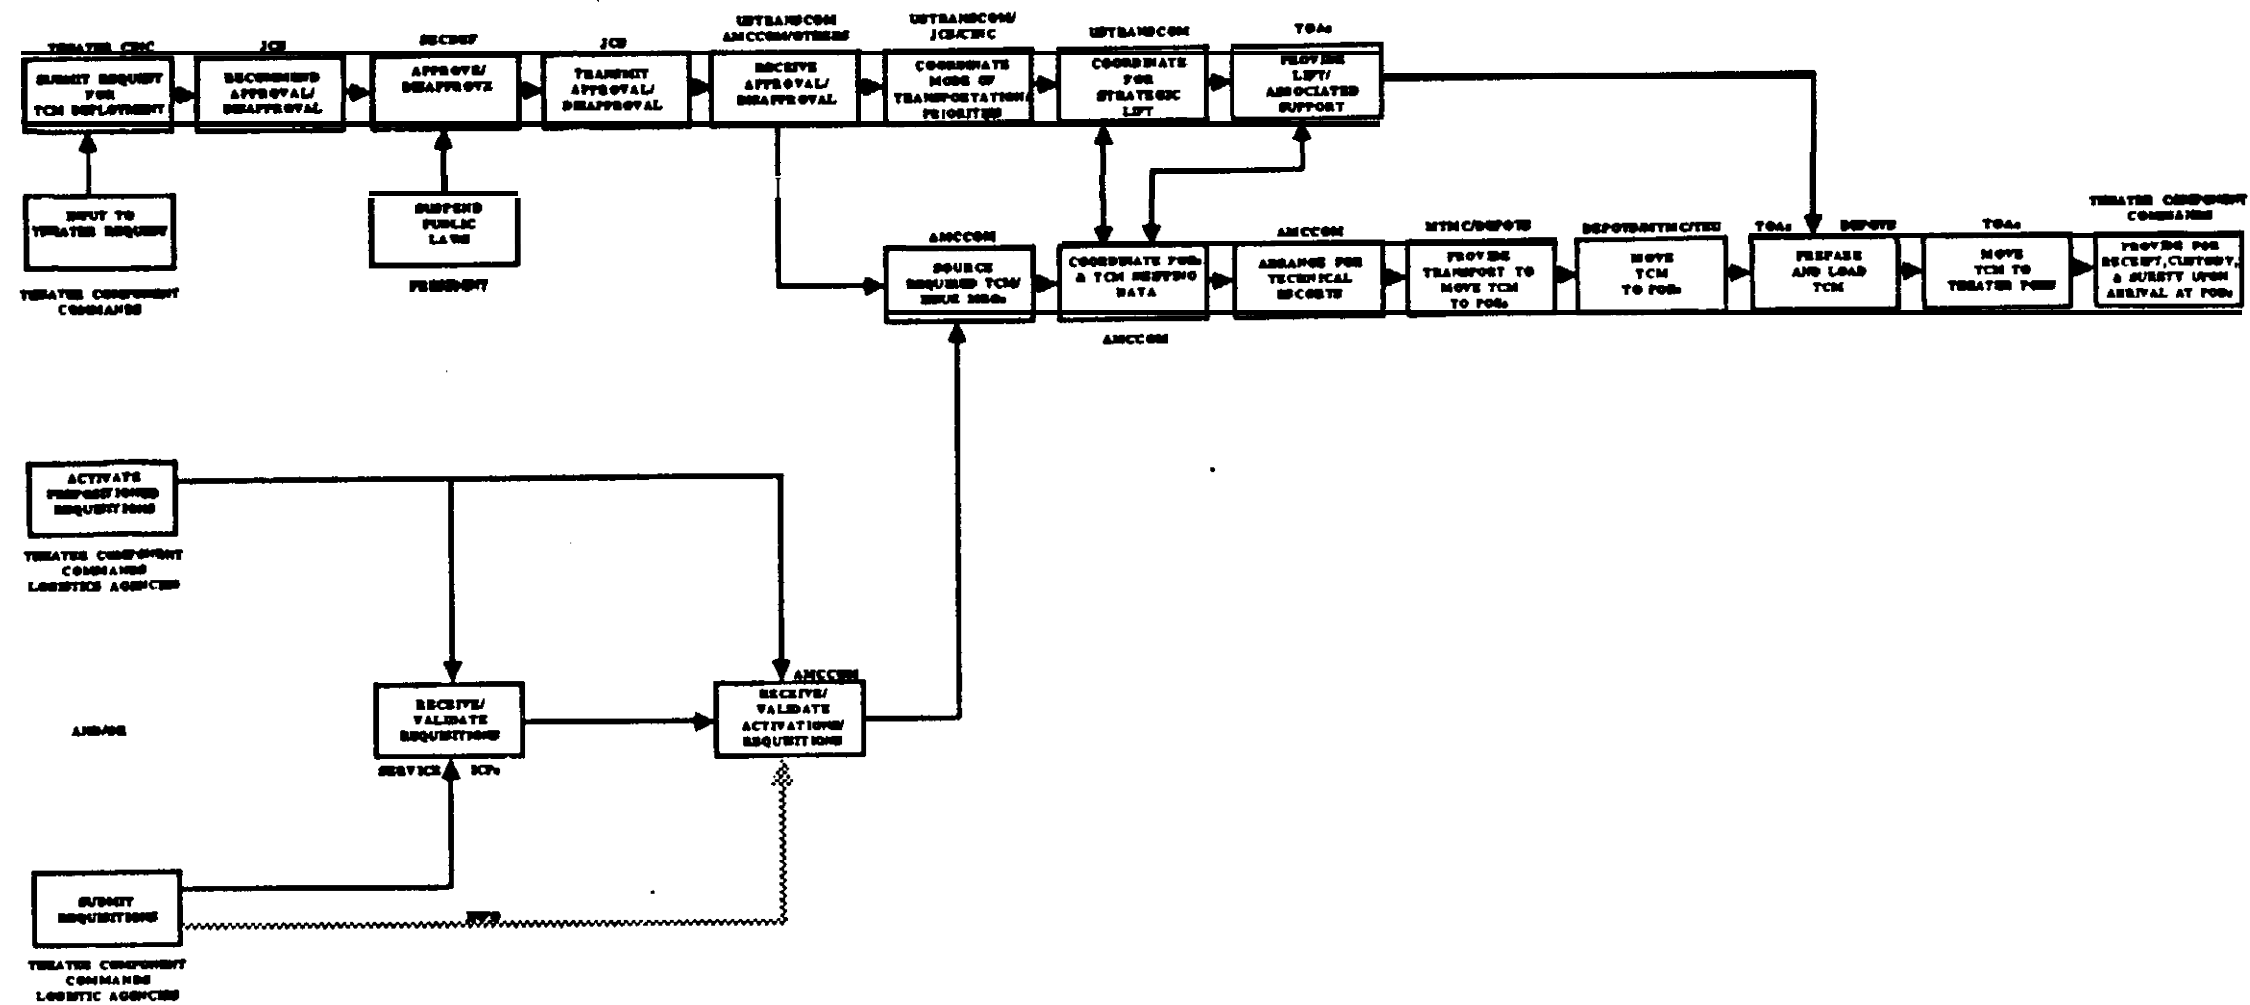 THEATER CINC
SUBMIT REQUEST
FOR
TCM DEPLOYMENT
JCS
RECOMMEND
APPROVAL/
DISAPPROVAL
SECDEF
APPROVE/
DISAPPROVE
JCS
TRANSMIT
APPROVAL/
DISAPPROVAL
USTRANSCOM
AMCCOM/OTHERS
RECEIVE
APPROVAL/
DISAPPROVAL
USTRANSCOM/
JCS/CINC
COORDINATE
MODE OF
TRANSPORTATION/
PRIORITIES
USTRANSCOM
COORDINATE
FOR
STRATEGIC
LIFT
TOAs
PROVIDE
LIFT/
ASSOCIATED
SUPPORT
INPUT TO
THEATER REQUEST
THEATER COMPONENT
COMMANDS
SUSPEND
PUBLIC
LAWS
PRESIDENT
AMCCOM
SOURCE
REQUIRED TCM/
ISSUE MROs
COORDINATE POEs
& TCM SHIPPING
DATA
AMCCOM
AMCCOM
ARRANGE FOR
TECHNICAL
ESCORTS
MTMC/DEPOTS
PROVIDE
TRANSPORT TO
MOVE TCM
TO POEs
DEPOTS/MTMC/TEU
MOVE
TCM
TO POEs
TOAs DEPOTS
PREPARE
AND LOAD
TCM
TOAs
MOVE
TCM TO
THEATER PODs
THEATER COMPONENT
COMMANDS
PROVIDE FOR
RECEIPT, CUSTODY,
& SURETY UPON
ARRIVAL AT PODs
ACTIVATE
PREPOSITIONED
REQUISITIONS
THEATER COMPONENT
COMMANDS
LOGISTICS AGENCIES
AND/OR
RECEIVE/
VALIDATE
REQUISITIONS
SERVICE ICPs
AMCCOM
RECEIVE/
VALIDATE
ACTIVATIONS/
REQUISITIONS
SUBMIT
REQUISITIONS
INFO
THEATER COMPONENT
COMMANDS
LOGISTIC AGENCIES